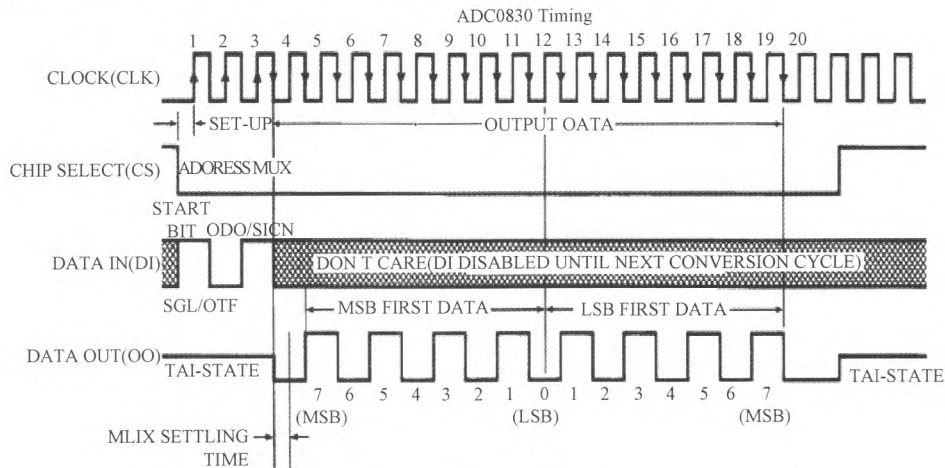 ADC0830 Timing
1 2 3 4 5 6 7 8 9 10 11 12 13 14 15 16 17 18 19 20
CLOCK(CLK)
SET-UP
OUTPUT OATA
CHIP SELECT(CS)
ADORESS MUX
START
BIT
ODO/SICN
DATA IN(DI)
DON T CARE(DI DISABLED UNTIL NEXT CONVERSION CYCLE)
SGL/OTF
MSB FIRST DATA
LSB FIRST DATA
DATA OUT(OO)
TAI-STATE
TAI-STATE
7 6 5 4 3 2 1 0 1 2 3 4 5 6 7
(MSB) (LSB) (MSB)
MLIX SETTLING
TIME